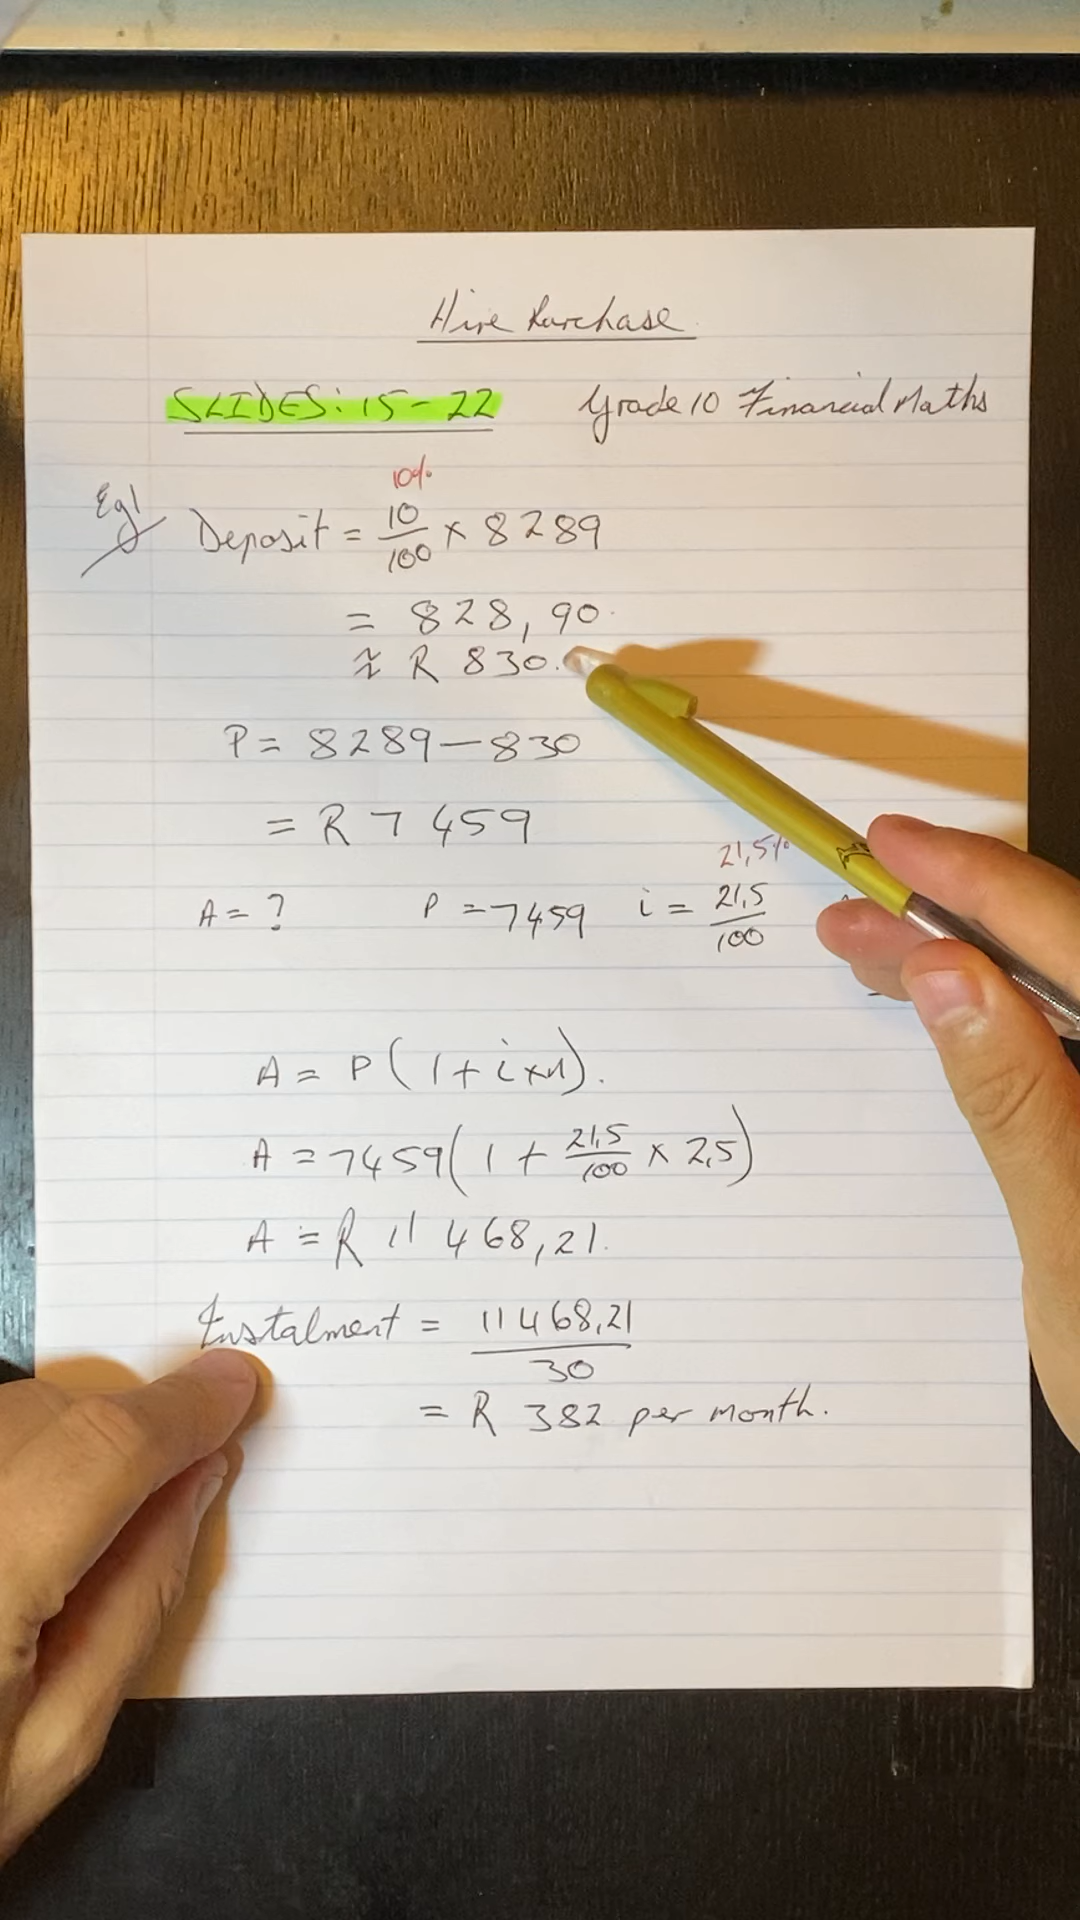 Hire Purchase
SLIDES: 15-22 Grade 10 Financial Maths
10%
Eg1 Deposit = 10/100 × 8289
= 828,90.
≈ R 830.
P = 8289 - 830
= R 7 459
21,5%
A = ? P = 7459 i = 21,5/100
A = P(1 + i×n).
A = 7459(1 + 21,5/100 × 2,5)
A = R 11 468,21.
Instalment = 11 468,21/30
= R 382 per month.